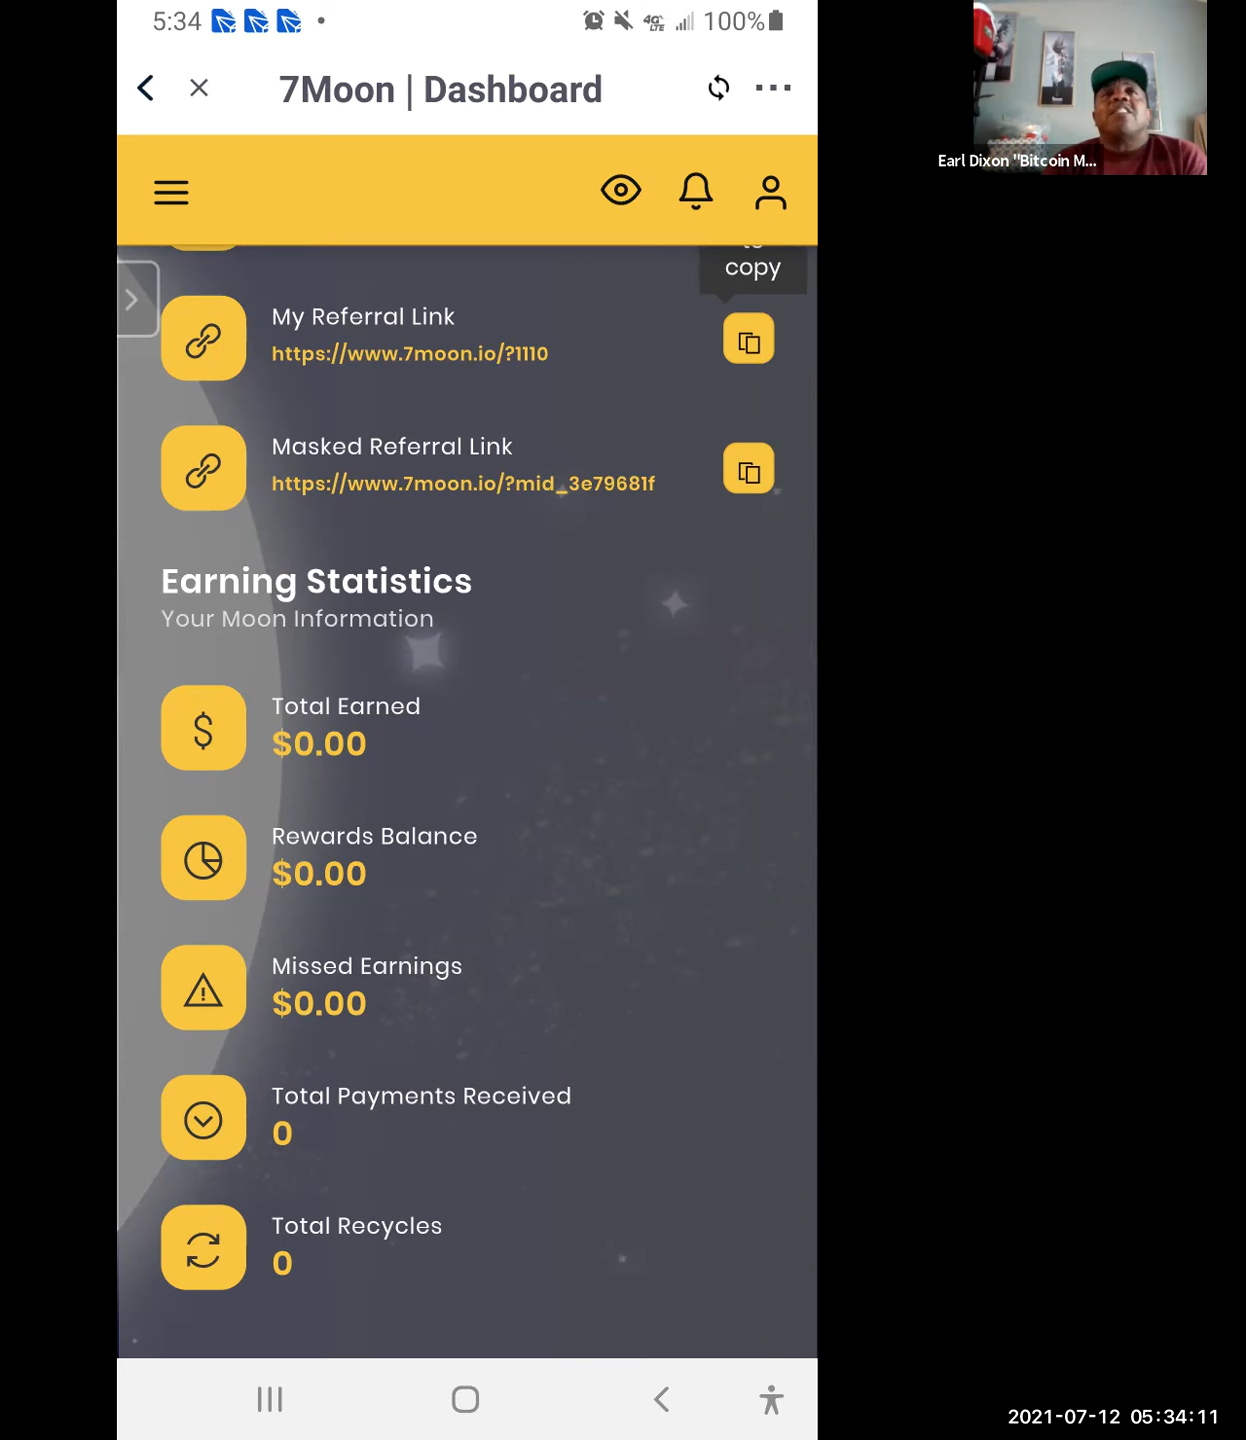 5:34
4G LTE
100%
7Moon | Dashboard
Earl Dixon "Bitcoin M...
copy
My Referral Link
https://www.7moon.io/?1110
Masked Referral Link
https://www.7moon.io/?mid_3e79681f
Earning Statistics
Your Moon Information
Total Earned
$0.00
Rewards Balance
$0.00
Missed Earnings
$0.00
Total Payments Received
0
Total Recycles
0
2021-07-12 05:34:11